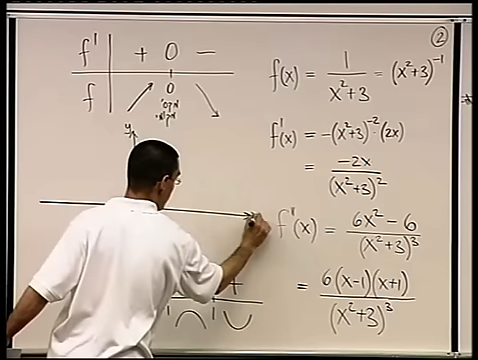 ②
f' + 0 −
f 0
f(x) = 1/(x²+3) = (x²+3)⁻¹
f'(x) = -(x²+3)⁻²·(2x)
= -2x/(x²+3)²
y
f"(x) = (6x²-6)/(x²+3)³
= 6(x-1)(x+1)/(x²+3)³
+